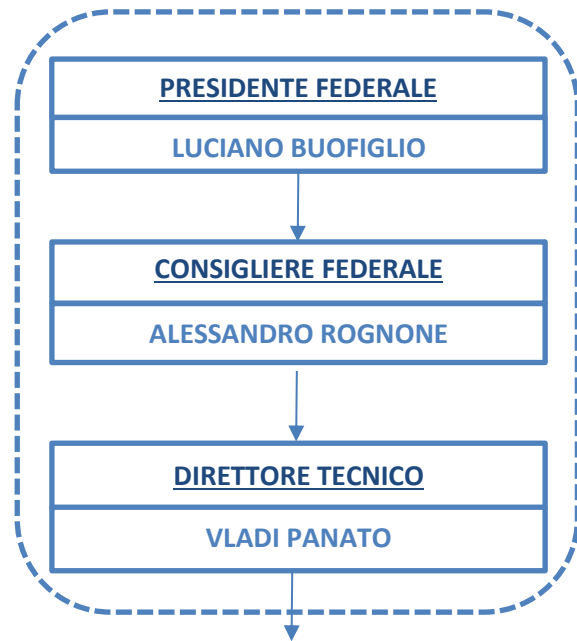 PRESIDENTE FEDERALE
LUCIANO BUOFIGLIO
CONSIGLIERE FEDERALE
ALESSANDRO ROGNONE
DIRETTORE TECNICO
VLADI PANATO